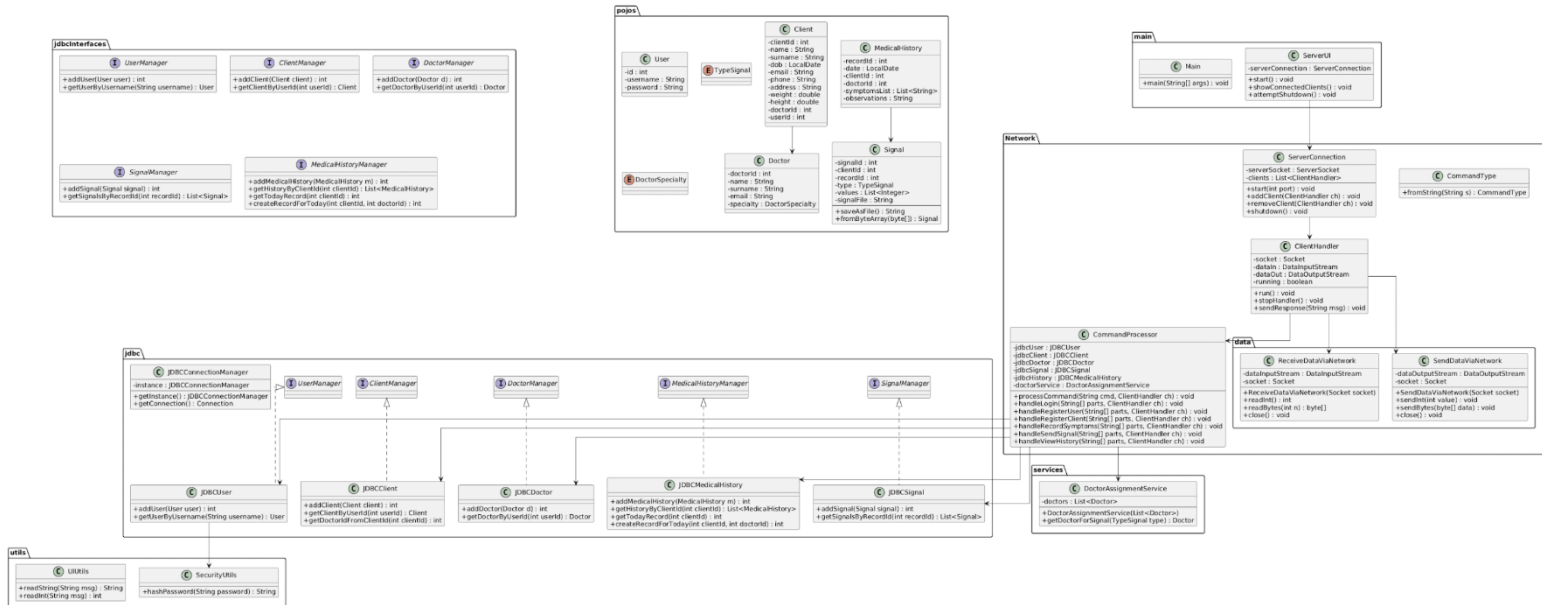 jdbcInterfaces
I UserManager
+addUser(User user) : int
+getUserByUsername(String username) : User
I ClientManager
+addClient(Client client) : int
+getClientByUserId(int userId) : Client
I DoctorManager
+addDoctor(Doctor d) : int
+getDoctorByUserId(int userId) : Doctor
I SignalManager
+addSignal(Signal signal) : int
+getSignalsByRecordId(int recordId) : List<Signal>
I MedicalHistoryManager
+addMedicalHistory(MedicalHistory m) : int
+getHistoryByClientId(int clientId) : List<MedicalHistory>
+getTodayRecord(int clientId) : int
+createRecordForToday(int clientId, int doctorId) : int
pojos
C User
-id : int
-username : String
-password : String
E TypeSignal
C Client
-clientId : int
-name : String
-surname : String
-dob : LocalDate
-email : String
-phone : String
-address : String
-weight : double
-height : double
-doctorId : int
-userId : int
C MedicalHistory
-recordId : int
-date : LocalDate
-clientId : int
-doctorId : int
-symptomsList : List<String>
-observations : String
E DoctorSpecialty
C Doctor
-doctorId : int
-name : String
-surname : String
-email : String
-specialty : DoctorSpecialty
C Signal
-signalId : int
-clientId : int
-recordId : int
-type : TypeSignal
-values : List<Integer>
-signalFile : String
+saveAsFile() : String
+fromByteArray(byte[]) : Signal
main
C Main
+main(String[] args) : void
C ServerUI
-serverConnection : ServerConnection
+start() : void
+showConnectedClients() : void
+attemptShutdown() : void
Network
C ServerConnection
-serverSocket : ServerSocket
-clients : List<ClientHandler>
+start(int port) : void
+addClient(ClientHandler ch) : void
+removeClient(ClientHandler ch) : void
+shutdown() : void
C CommandType
+fromString(String s) : CommandType
C ClientHandler
-socket : Socket
-dataIn : DataInputStream
-dataOut : DataOutputStream
-running : boolean
+run() : void
+stopHandler() : void
+sendResponse(String msg) : void
C CommandProcessor
-jdbcUser : JDBCUser
-jdbcClient : JDBCClient
-jdbcDoctor : JDBCDoctor
-jdbcSignal : JDBCSignal
-jdbcHistory : JDBCMedicalHistory
-doctorService : DoctorAssignmentService
+processCommand(String cmd, ClientHandler ch) : void
+handleLogin(String[] parts, ClientHandler ch) : void
+handleRegisterUser(String[] parts, ClientHandler ch) : void
+handleRegisterClient(String[] parts, ClientHandler ch) : void
+handleRecordSymptoms(String[] parts, ClientHandler ch) : void
+handleSendSignal(String[] parts, ClientHandler ch) : void
+handleViewHistory(String[] parts, ClientHandler ch) : void
data
C ReceiveDataViaNetwork
-dataInputStream : DataInputStream
-socket : Socket
+ReceiveDataViaNetwork(Socket socket)
+readInt() : int
+readBytes(int n) : byte[]
+close() : void
C SendDataViaNetwork
-dataOutputStream : DataOutputStream
-socket : Socket
+SendDataViaNetwork(Socket socket)
+sendInt(int value) : void
+sendBytes(byte[] data) : void
+close() : void
jdbc
C JDBCConnectionManager
-instance : JDBCConnectionManager
+getInstance() : JDBCConnectionManager
+getConnection() : Connection
I UserManager
I ClientManager
I DoctorManager
I MedicalHistoryManager
I SignalManager
C JDBCUser
+addUser(User user) : int
+getUserByUsername(String username) : User
C JDBCClient
+addClient(Client client) : int
+getClientByUserId(int userId) : Client
+getDoctorIdFromClientId(int clientId) : int
C JDBCDoctor
+addDoctor(Doctor d) : int
+getDoctorByUserId(int userId) : Doctor
C JDBCMedicalHistory
+addMedicalHistory(MedicalHistory m) : int
+getHistoryByClientId(int clientId) : List<MedicalHistory>
+getTodayRecord(int clientId) : int
+createRecordForToday(int clientId, int doctorId) : int
C JDBCSignal
+addSignal(Signal signal) : int
+getSignalsByRecordId(int recordId) : List<Signal>
services
C DoctorAssignmentService
-doctors : List<Doctor>
+DoctorAssignmentService(List<Doctor>)
+getDoctorForSignal(TypeSignal type) : Doctor
utils
C UIUtils
+readString(String msg) : String
+readInt(String msg) : int
C SecurityUtils
+hashPassword(String password) : String